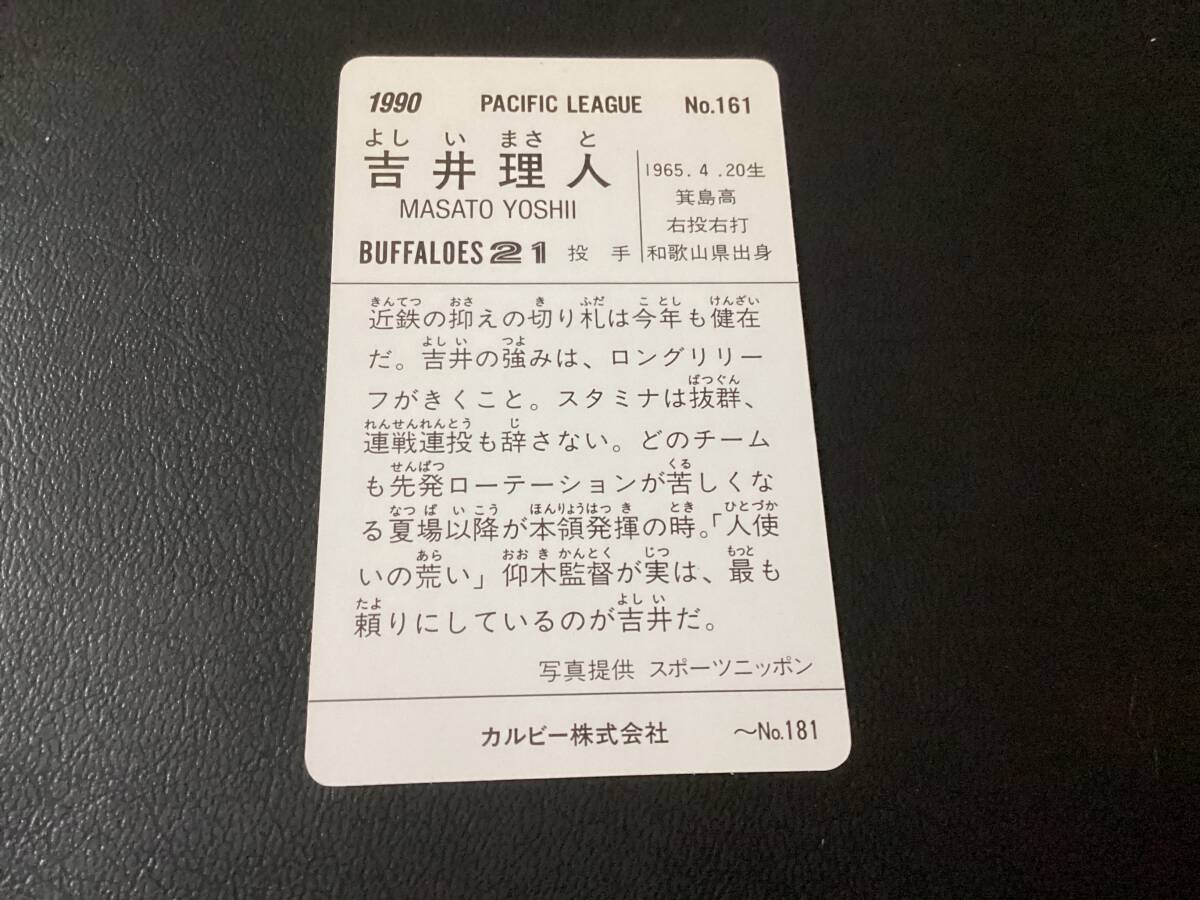 1990 PACIFIC LEAGUE No.161
よし い まさ と
吉井理人
MASATO YOSHII
BUFFALOES 21 投手
1965.4.20生
箕島高
右投右打
和歌山県出身
きんてつ おさ き ふだ ことし けんざい
近鉄の抑えの切り札は今年も健在
よしい つよ
だ。吉井の強みは、ロングリリー
ばつぐん
フがきくこと。スタミナは抜群、
れんせんれんとう じ
連戦連投も辞さない。どのチーム
せんぱつ くる
も先発ローテーションが苦しくな
なつ ば い こう ほんりょうはっ き とき ひとづか
る夏場以降が本領発揮の時。「人使
あら おお き かんとく じつ もっと
いの荒い」仰木監督が実は、最も
たよ よしい
頼りにしているのが吉井だ。
写真提供 スポーツニッポン
カルビー株式会社 〜No.181